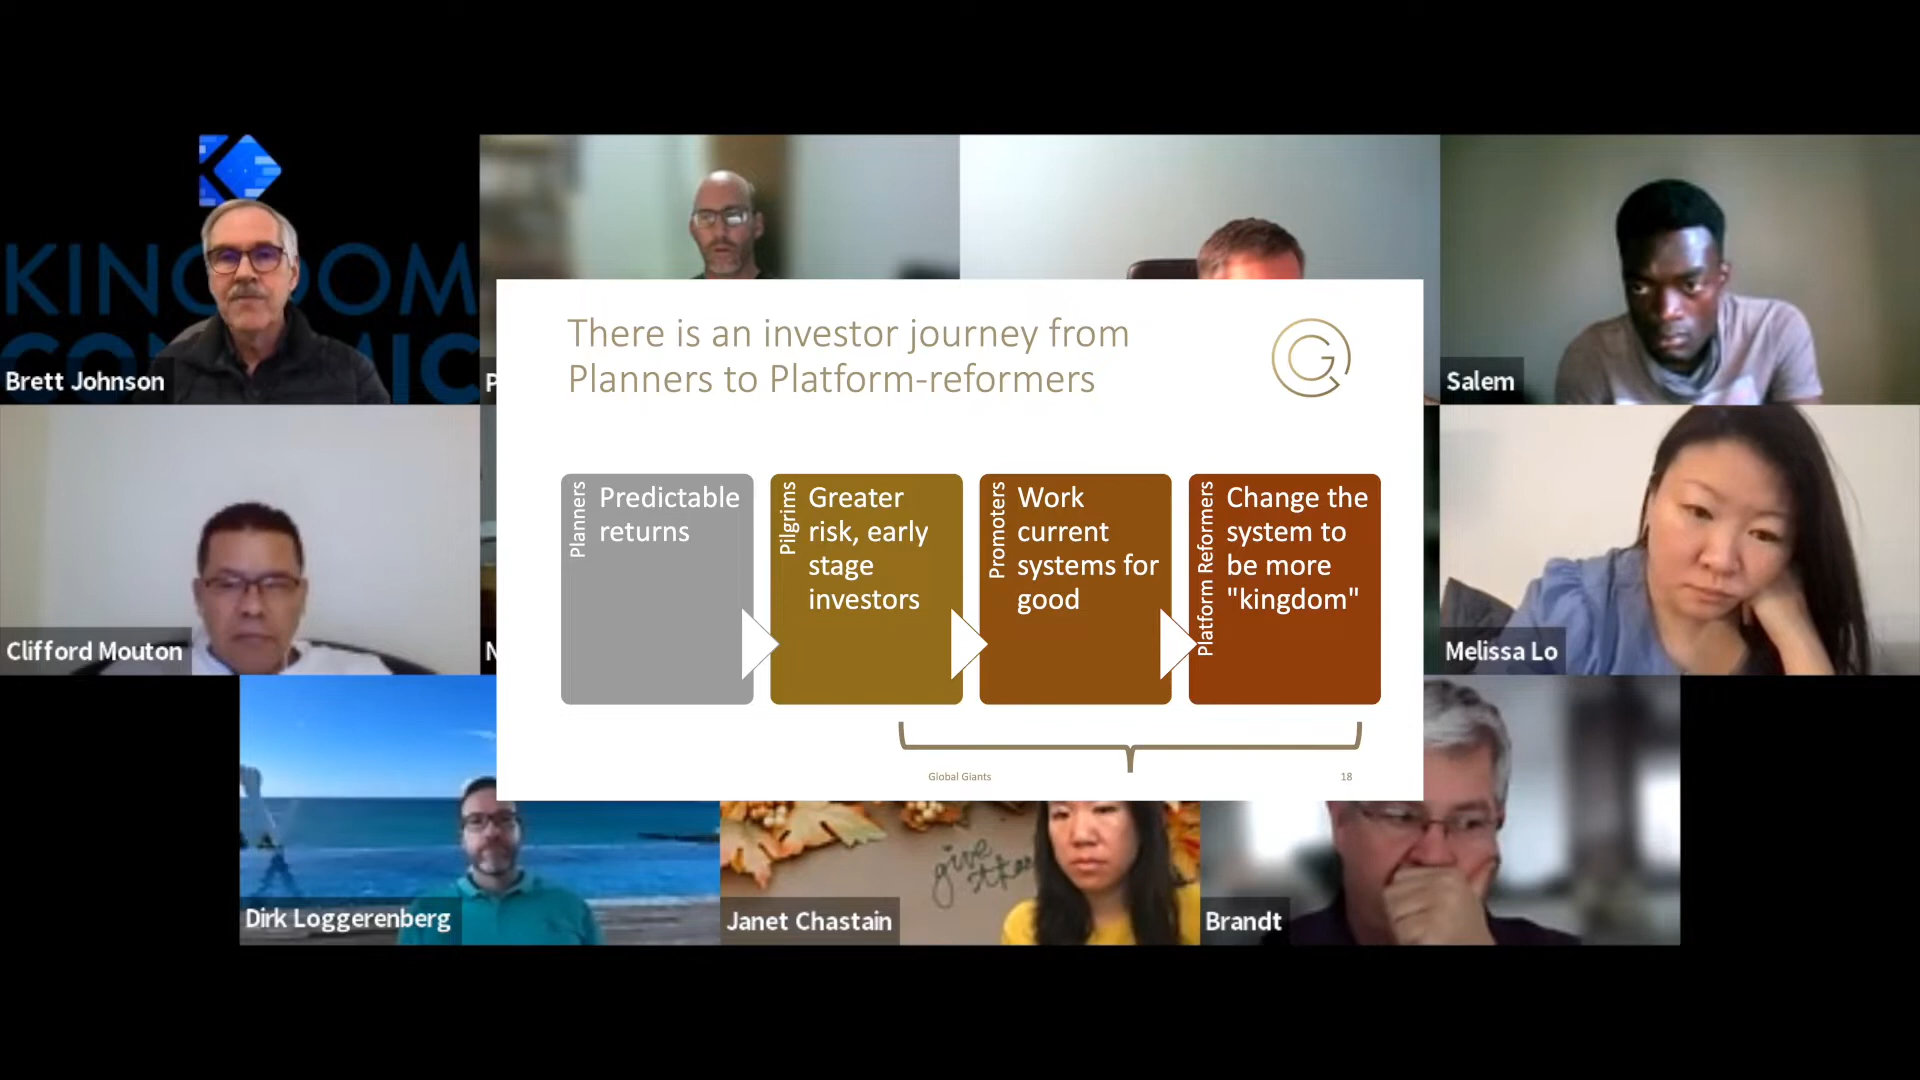 KINGDOM
Brett Johnson
P
Salem
There is an investor journey from
Planners to Platform-reformers
Clifford Mouton
N
Melissa Lo
Planners
Predictable
returns
Pilgrims
Greater
risk, early
stage
investors
Promoters
Work
current
systems for
good
Platform Reformers
Change the
system to
be more
"kingdom"
Global Giants
18
Dirk Loggerenberg
give
Janet Chastain
Brandt